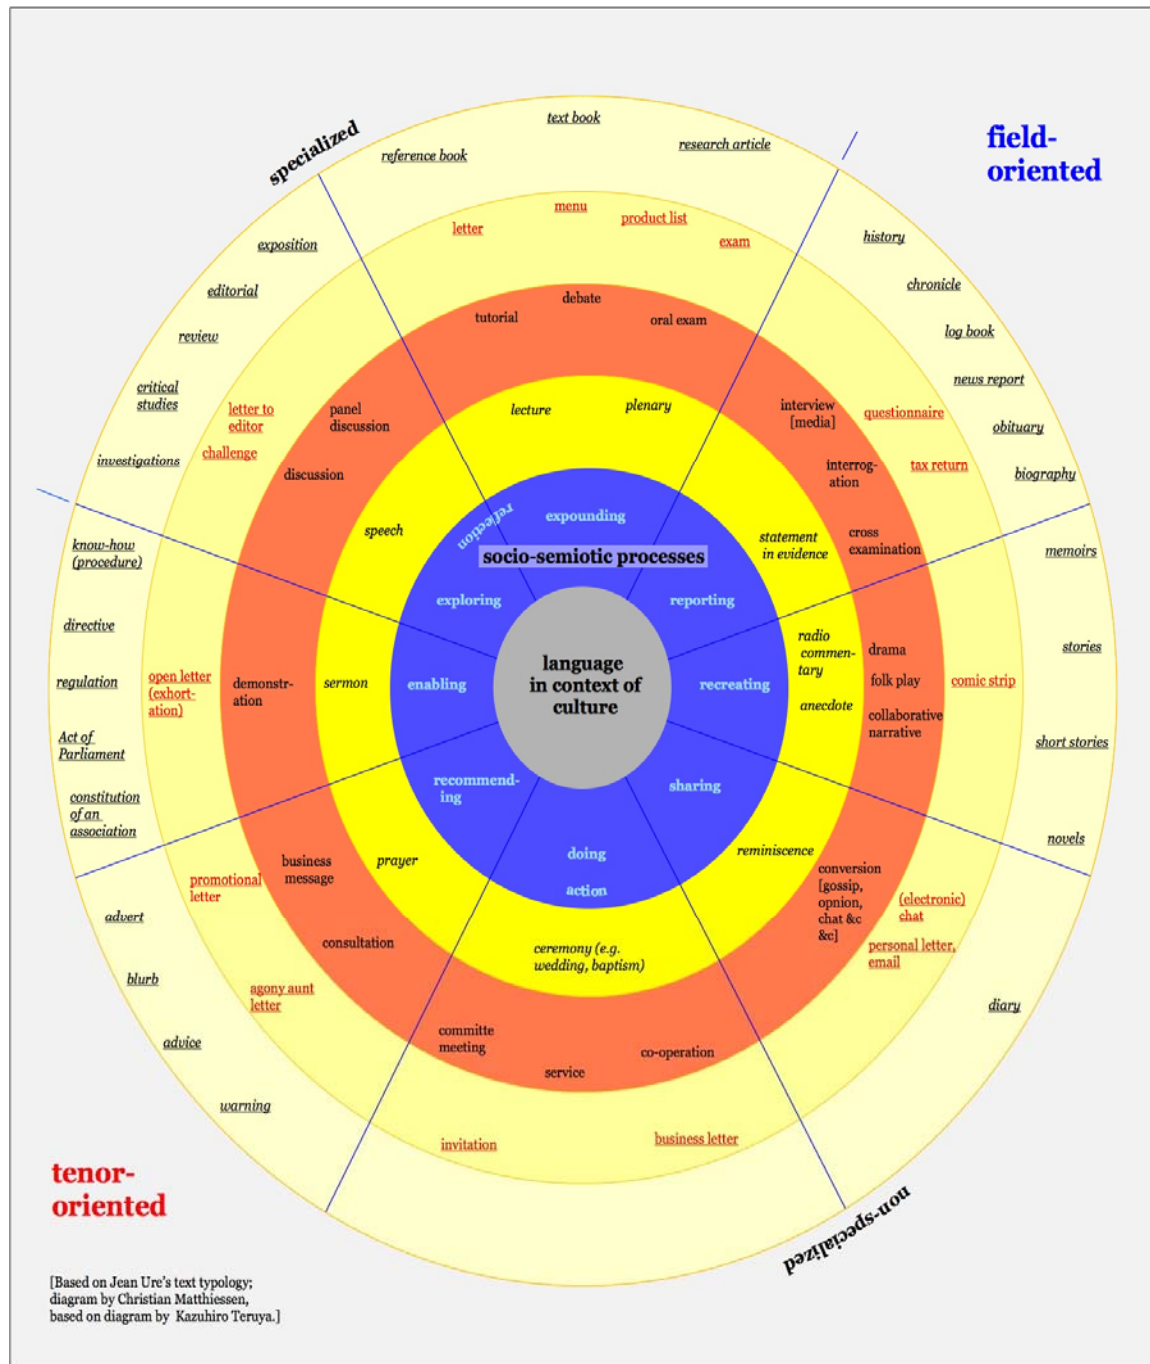 specialized
field-
oriented
text book
reference book
research article
letter
menu
product list
exam
tutorial
debate
oral exam
lecture
plenary
reflection
expounding
socio-semiotic processes
history
chronicle
log book
news report
obituary
biography
questionnaire
tax return
interview
[media]
interrog-
ation
cross
examination
statement
in evidence
reporting
memoirs
stories
short stories
novels
comic strip
drama
folk play
collaborative
narrative
radio
commen-
tary
anecdote
recreating
diary
(electronic)
chat
personal letter,
email
conversion
[gossip,
opnion,
chat &c
&c]
reminiscence
sharing
non-specialized
doing
action
ceremony (e.g.
wedding, baptism)
committe
meeting
service
co-operation
invitation
business letter
recommend-
ing
prayer
business
message
consultation
promotional
letter
agony aunt
letter
advert
blurb
advice
warning
enabling
sermon
demonstr-
ation
open letter
(exhort-
ation)
know-how
(procedure)
directive
regulation
Act of
Parliament
constitution
of an
association
exploring
speech
panel
discussion
discussion
letter to
editor
challenge
exposition
editorial
review
critical
studies
investigations
language
in context of
culture
tenor-
oriented
[Based on Jean Ure's text typology;
diagram by Christian Matthiessen,
based on diagram by Kazuhiro Teruya.]